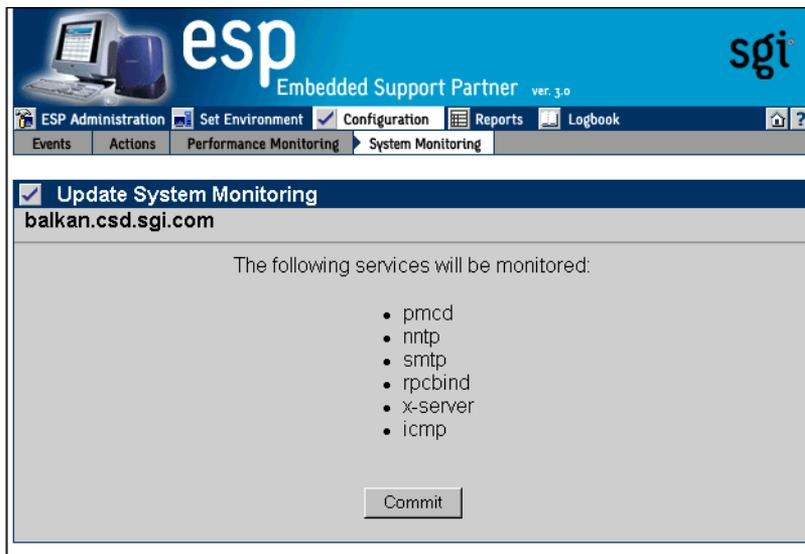 esp
Embedded Support Partner ver. 3.0
sgi
ESP Administration Set Environment Configuration Reports Logbook ?
Events Actions Performance Monitoring System Monitoring
Update System Monitoring
balkan.csd.sgi.com
The following services will be monitored:
• pmcd
• nntp
• smtp
• rpcbind
• x-server
• icmp
Commit